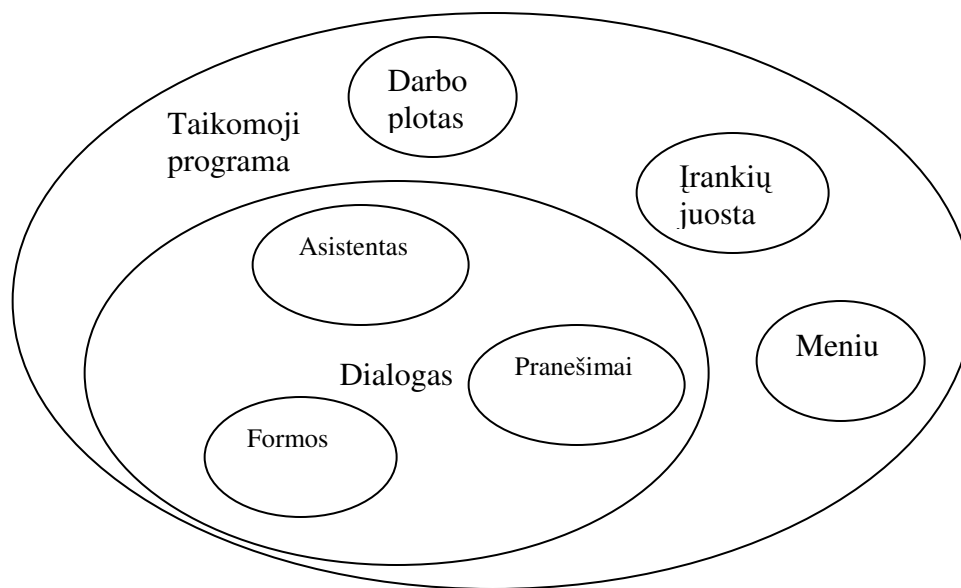 Darbo
plotas
Taikomoji
programa
Įrankių
juosta
Asistentas
Meniu
Pranešimai
Dialogas
Formos